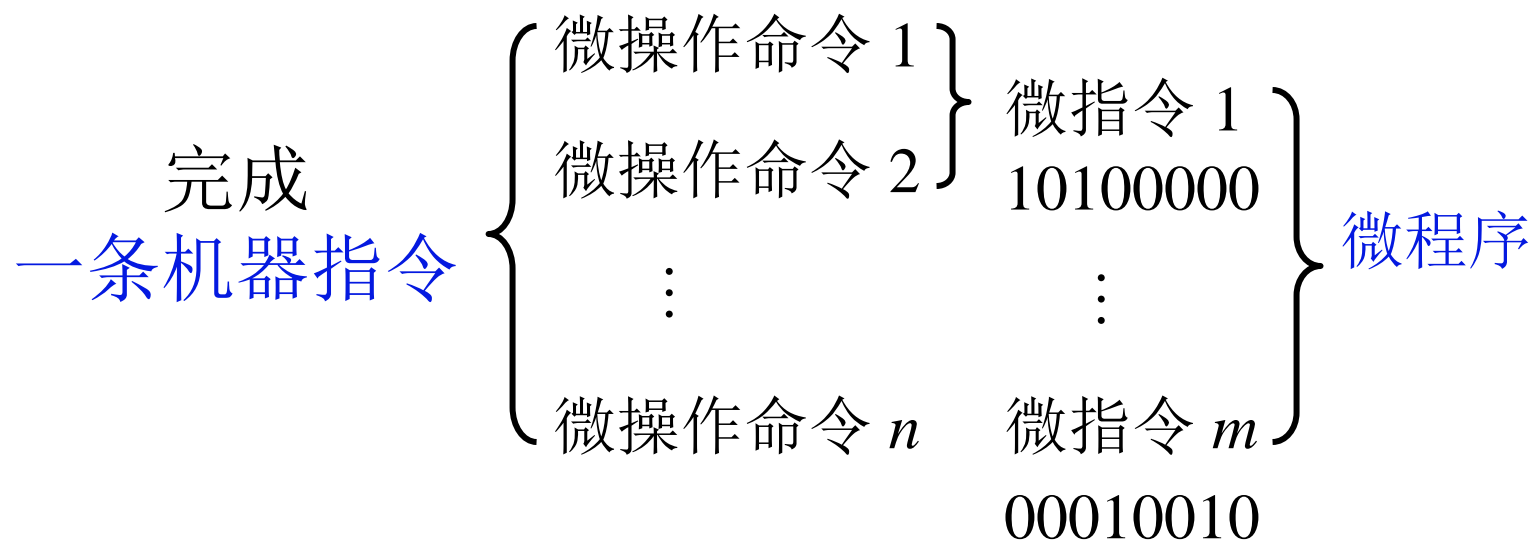 完成
一条机器指令
微操作命令 1
微操作命令 2
⋮
微操作命令 n
微指令 1
10100000
⋮
微指令 m
00010010
微程序